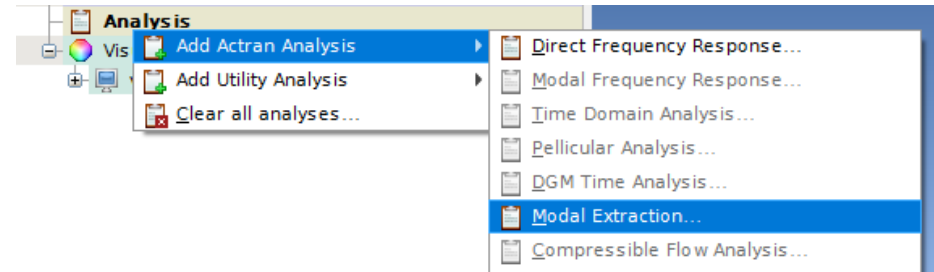 Analysis
Vis
Add Actran Analysis
Add Utility Analysis
Clear all analyses...
Direct Frequency Response...
Modal Frequency Response...
Time Domain Analysis...
Pellicular Analysis...
DGM Time Analysis...
Modal Extraction...
Compressible Flow Analysis...